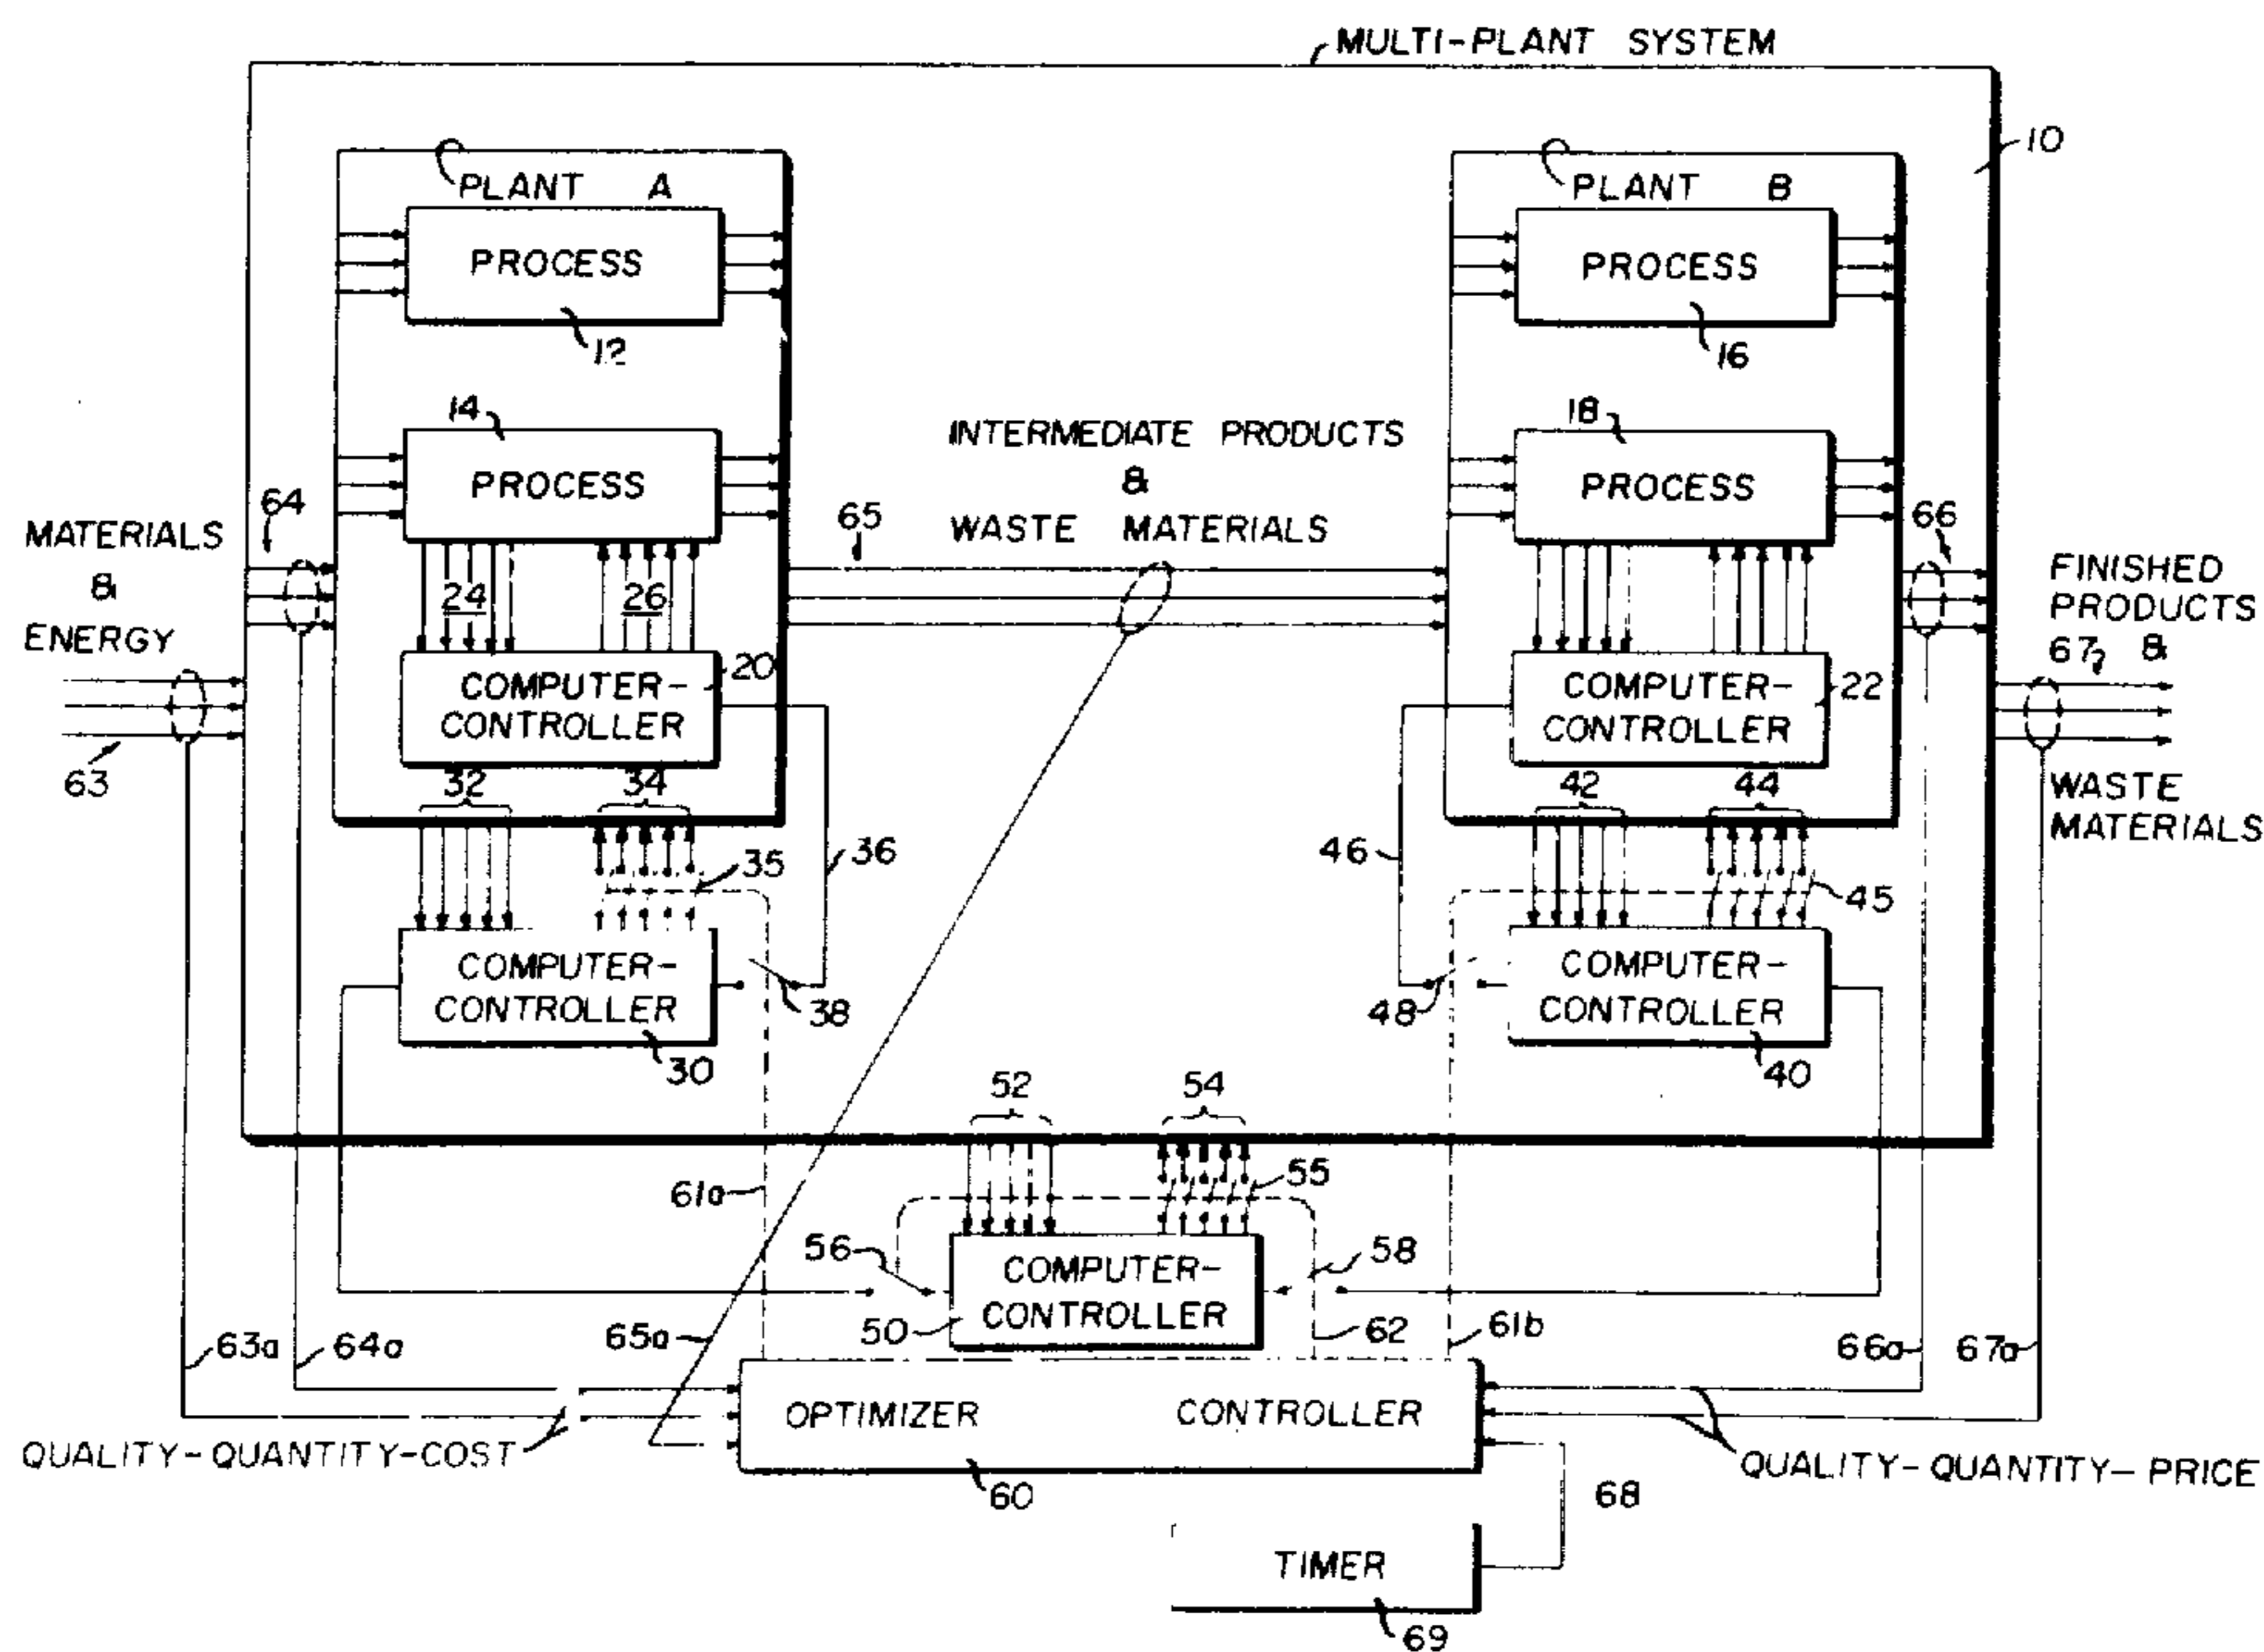 MULTI-PLANT SYSTEM
10
PLANT A
PROCESS
12
14
PROCESS
24
26
COMPUTER-
CONTROLLER
20
32
34
35
36
COMPUTER-
CONTROLLER
38
30
PLANT B
PROCESS
16
18
PROCESS
COMPUTER-
CONTROLLER
22
42
44
46
45
COMPUTER-
CONTROLLER
48
40
INTERMEDIATE PRODUCTS
&
WASTE MATERIALS
65
64
MATERIALS
&
ENERGY
63
66
FINISHED
PRODUCTS
67 &
WASTE
MATERIALS
52
54
55
61a
56
COMPUTER-
CONTROLLER
50
58
62
61b
65a
63a
64a
66a
67a
OPTIMIZER CONTROLLER
60
QUALITY-QUANTITY-COST
QUALITY-QUANTITY-PRICE
68
TIMER
69